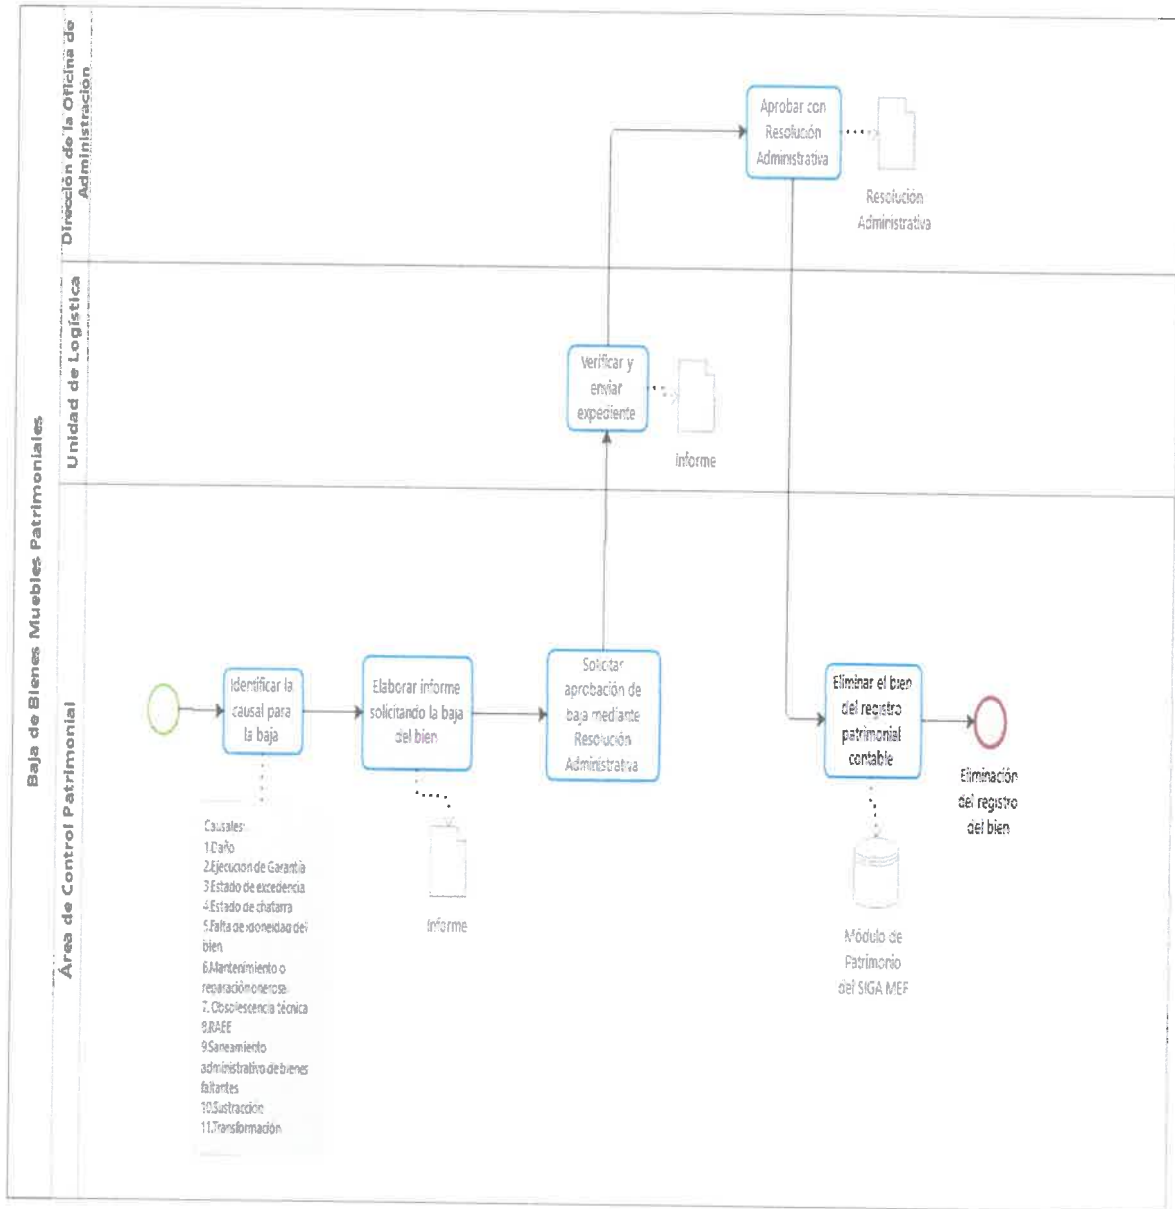 Baja de Bienes Muebles Patrimoniales
Dirección de la Oficina de
Administración
Aprobar con
Resolución
Administrativa
Resolución
Administrativa
Unidad de Logística
Verificar y
enviar
expediente
Informe
Área de Control Patrimonial
Identificar la
causal para
la baja
Elaborar informe
solicitando la baja
del bien
Solicitar
aprobación de
baja mediante
Resolución
Administrativa
Eliminar el bien
del registro
patrimonial
contable
Eliminación
del registro
del bien
Causales:
1.Daño
2.Ejecución de Garantía
3.Estado de excedencia
4.Estado de chatarra
5.Falta de idoneidad del
bien
6.Mantenimiento o
reparación onerosa
7. Obsolescencia técnica
8.RAEE
9.Saneamiento
administrativo de bienes
faltantes
10.Sustracción
11.Transformación
Informe
Módulo de
Patrimonio
del SIGA MEF